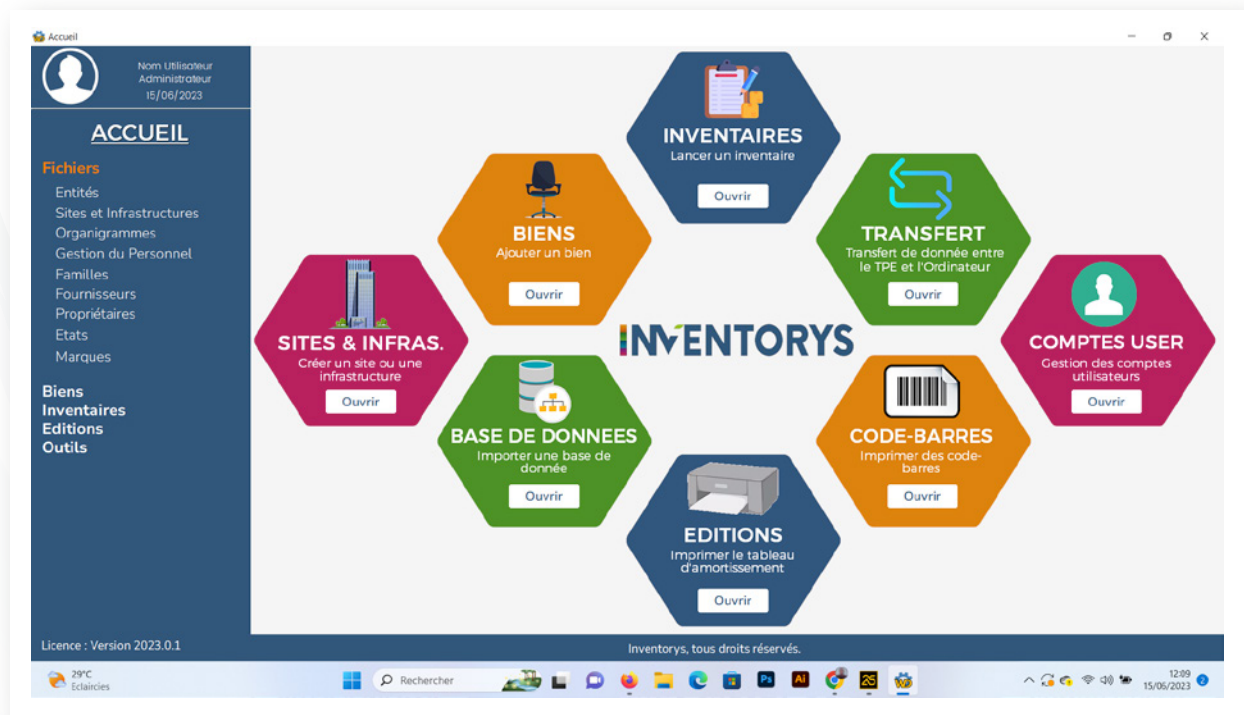 Accueil
Nom Utilisateur
Administrateur
15/06/2023
ACCUEIL
Fichiers
Entités
Sites et Infrastructures
Organigrammes
Gestion du Personnel
Familles
Fournisseurs
Propriétaires
Etats
Marques
Biens
Inventaires
Editions
Outils
Licence : Version 2023.0.1
INVENTAIRES
Lancer un inventaire
Ouvrir
BIENS
Ajouter un bien
Ouvrir
TRANSFERT
Transfert de donnée entre
le TPE et l'Ordinateur
Ouvrir
SITES & INFRAS.
Créer un site ou une
infrastructure
Ouvrir
INVENTORYS
COMPTES USER
Gestion des comptes
utilisateurs
Ouvrir
BASE DE DONNEES
Importer une base de
donnée
Ouvrir
CODE-BARRES
Imprimer des code-
barres
Ouvrir
EDITIONS
Imprimer le tableau
d'amortissement
Ouvrir
Inventorys, tous droits réservés.
29°C
Eclaircies
Rechercher
Ps
Ai
12:09
15/06/2023
2